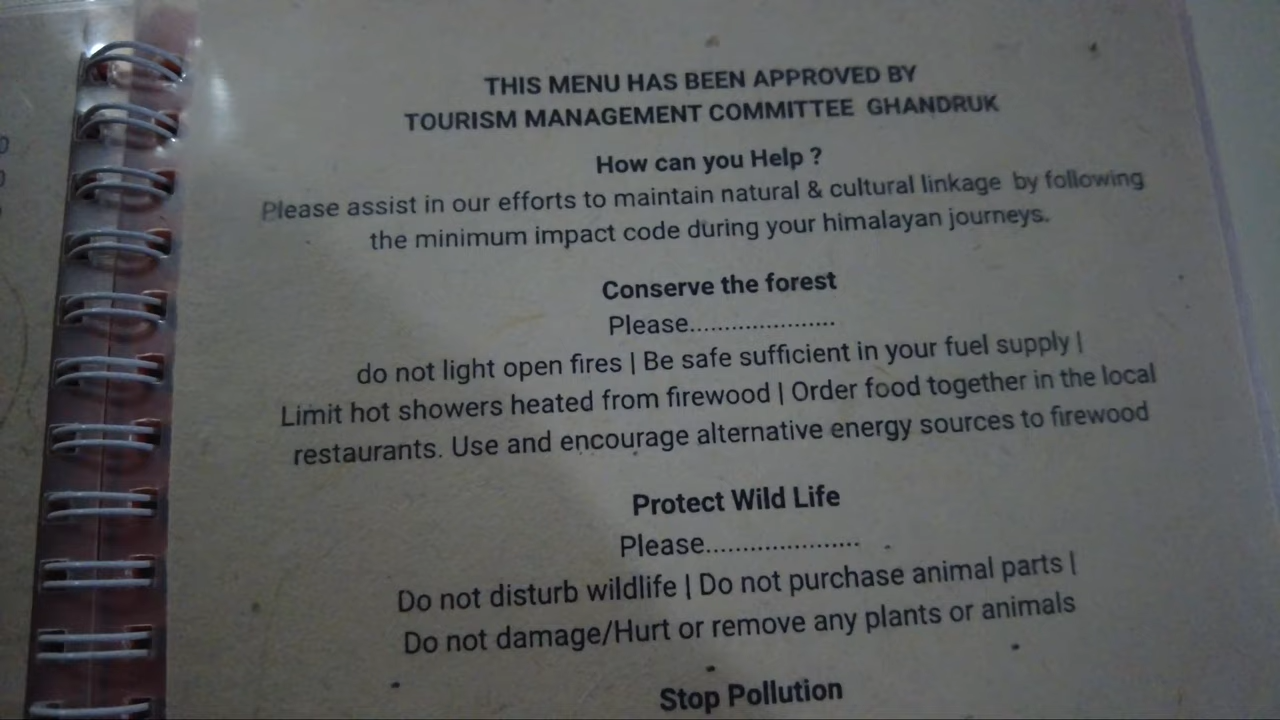 THIS MENU HAS BEEN APPROVED BY
TOURISM MANAGEMENT COMMITTEE GHANDRUK
How can you Help ?
Please assist in our efforts to maintain natural & cultural linkage by following
the minimum impact code during your himalayan journeys.
Conserve the forest
Please.....................
do not light open fires | Be safe sufficient in your fuel supply |
Limit hot showers heated from firewood | Order food together in the local
restaurants. Use and encourage alternative energy sources to firewood
Protect Wild Life
Please......................
Do not disturb wildlife | Do not purchase animal parts |
Do not damage/Hurt or remove any plants or animals
Stop Pollution